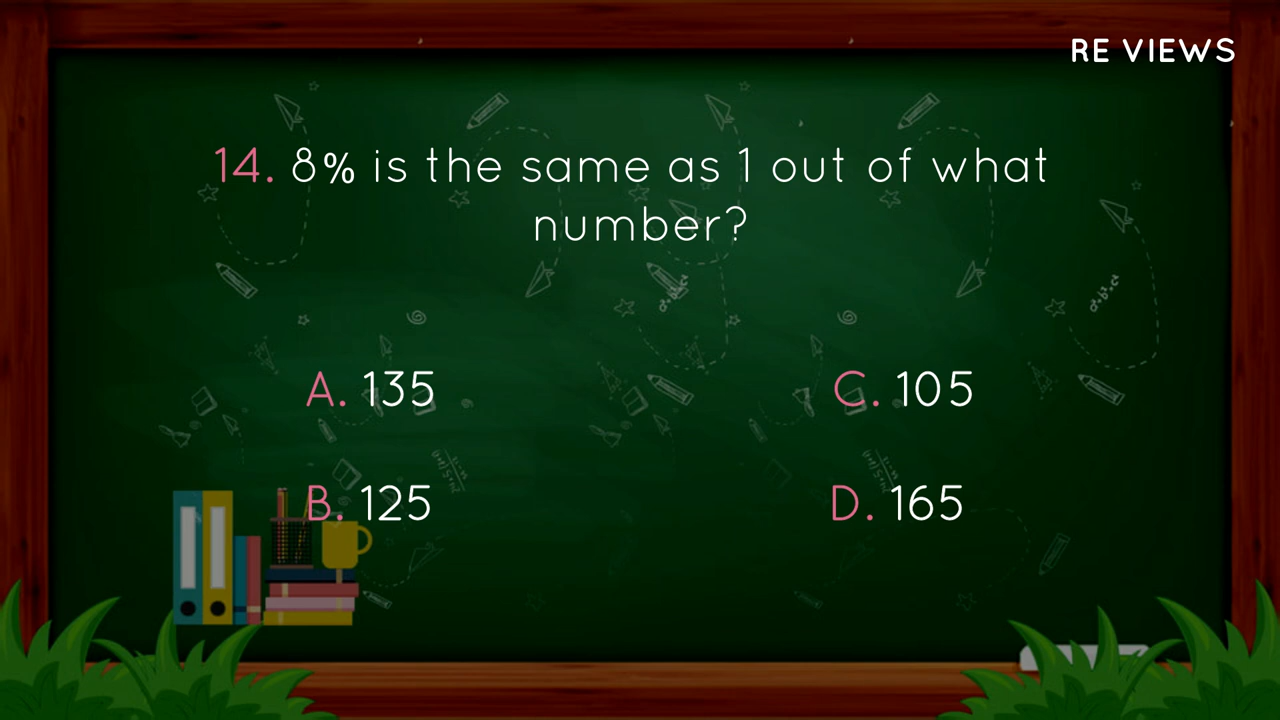 RE VIEWS
14. 8% is the same as 1 out of what
number?
A. 135
C. 105
B. 125
D. 165